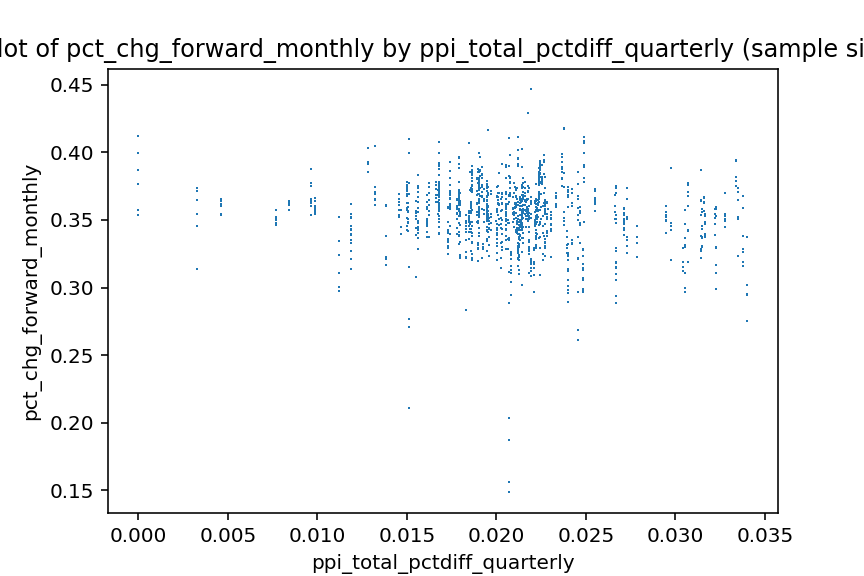 lot of pct_chg_forward_monthly by ppi_total_pctdiff_quarterly (sample si
0.45
0.40
0.35
0.30
0.25
0.20
0.15
pct_chg_forward_monthly
0.000 0.005 0.010 0.015 0.020 0.025 0.030 0.035
ppi_total_pctdiff_quarterly